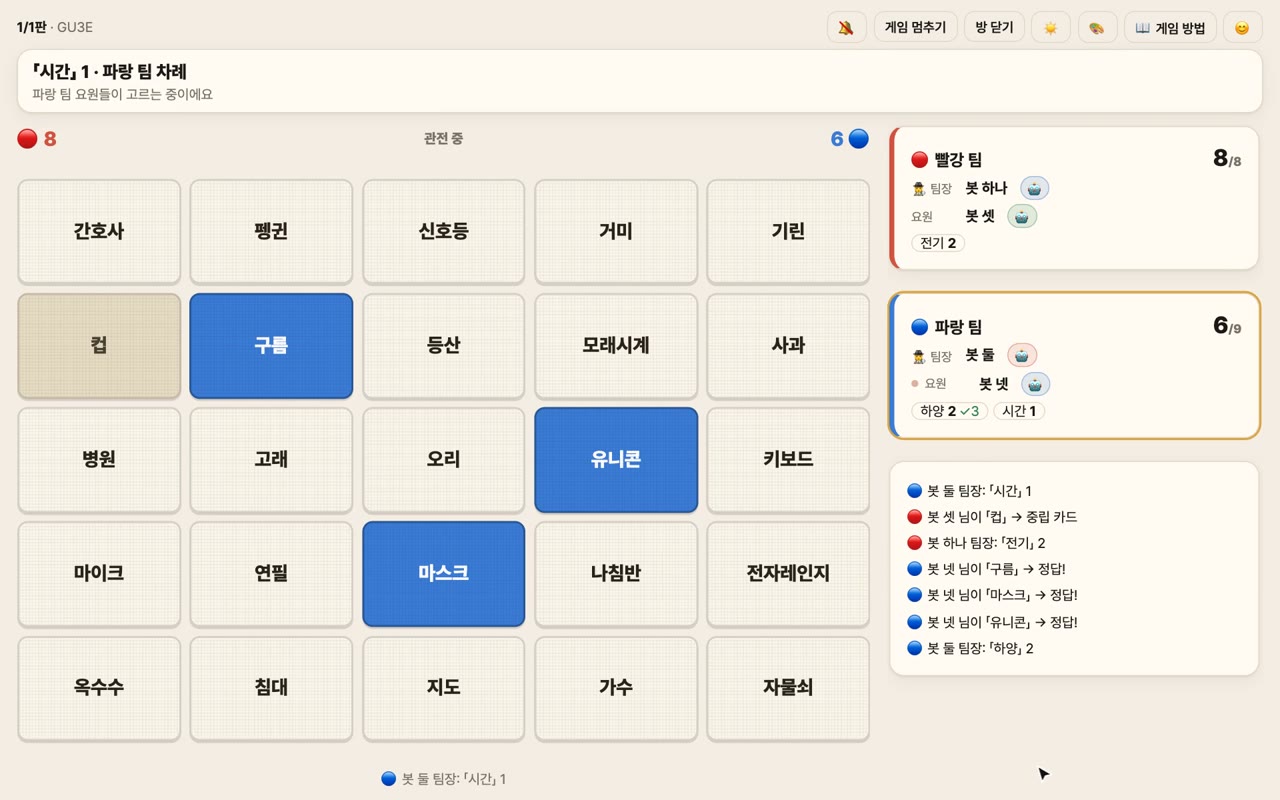 1/1판 · GU3E
게임 멈추기
방 닫기
게임 방법
「시간」 1 · 파랑 팀 차례
파랑 팀 요원들이 고르는 중이에요
8
관전 중
6
간호사
펭귄
신호등
거미
기린
컵
구름
등산
모래시계
사과
병원
고래
오리
유니콘
키보드
마이크
연필
마스크
나침반
전자레인지
옥수수
침대
지도
가수
자물쇠
봇 둘 팀장: 「시간」 1
빨강 팀 8/8
팀장 봇 하나
요원 봇 셋
전기 2
파랑 팀 6/9
팀장 봇 둘
요원 봇 넷
하양 2 ✓3 시간 1
봇 둘 팀장: 「시간」 1
봇 셋 님이 「컵」 → 중립 카드
봇 하나 팀장: 「전기」 2
봇 넷 님이 「구름」 → 정답!
봇 넷 님이 「마스크」 → 정답!
봇 넷 님이 「유니콘」 → 정답!
봇 둘 팀장: 「하양」 2